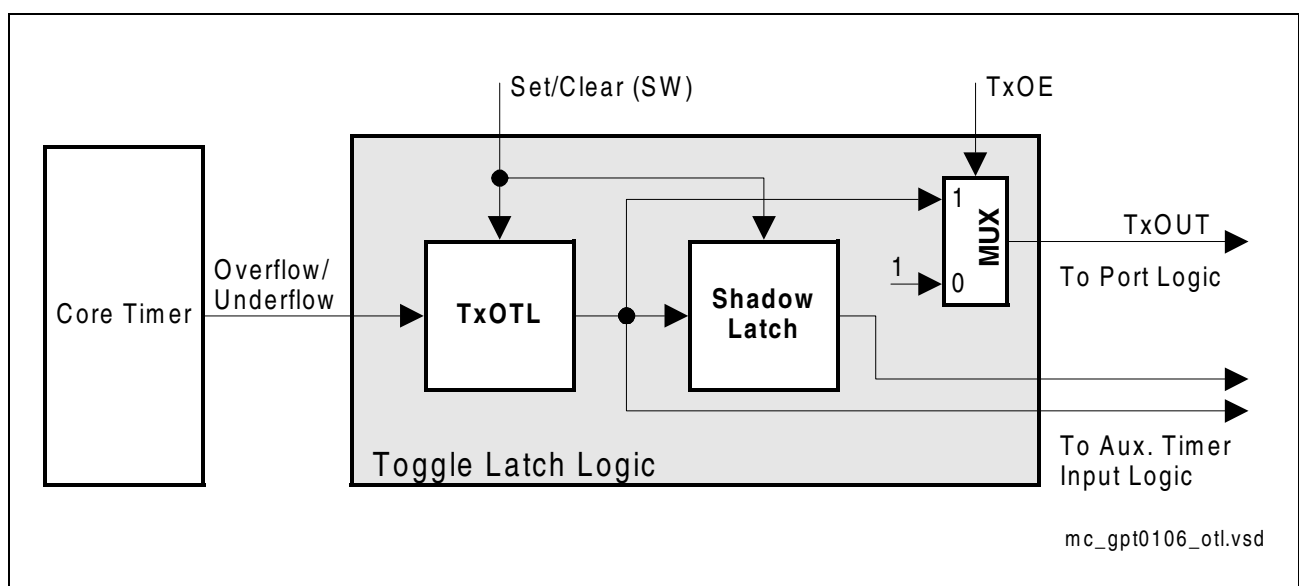 Set/Clear (SW)
TxOE
Core Timer
Overflow/
Underflow
TxOTL
Shadow
Latch
1
1
0
MUX
TxOUT
To Port Logic
To Aux. Timer
Input Logic
Toggle Latch Logic
mc_gpt0106_otl.vsd